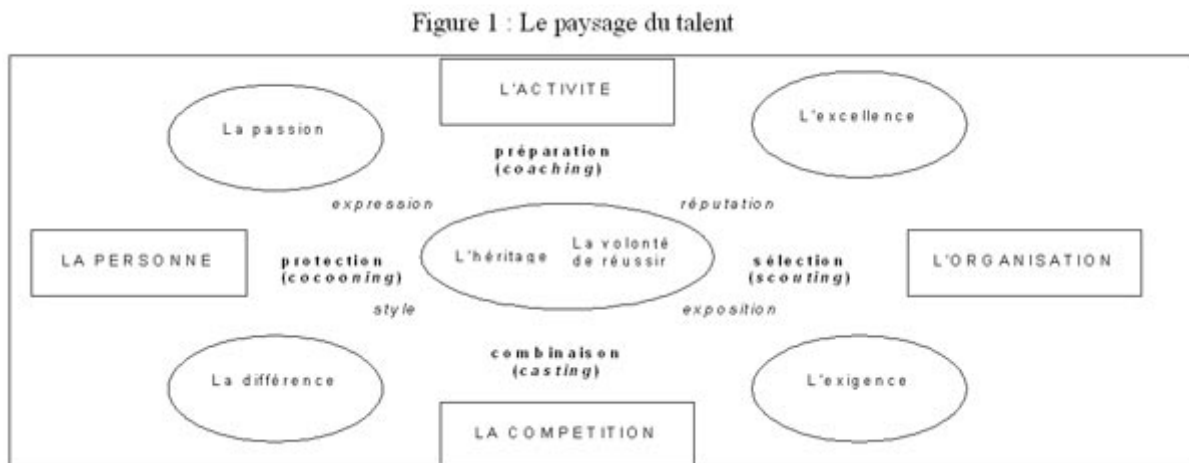 Figure 1 : Le paysage du talent
L'ACTIVITE
La passion
L'excellence
préparation
(coaching)
expression
réputation
LA PERSONNE
protection
(cocooning)
L'héritage
La volonté
de réussir
sélection
(scouting)
L'ORGANISATION
style
exposition
combinaison
(casting)
La différence
L'exigence
LA COMPETITION